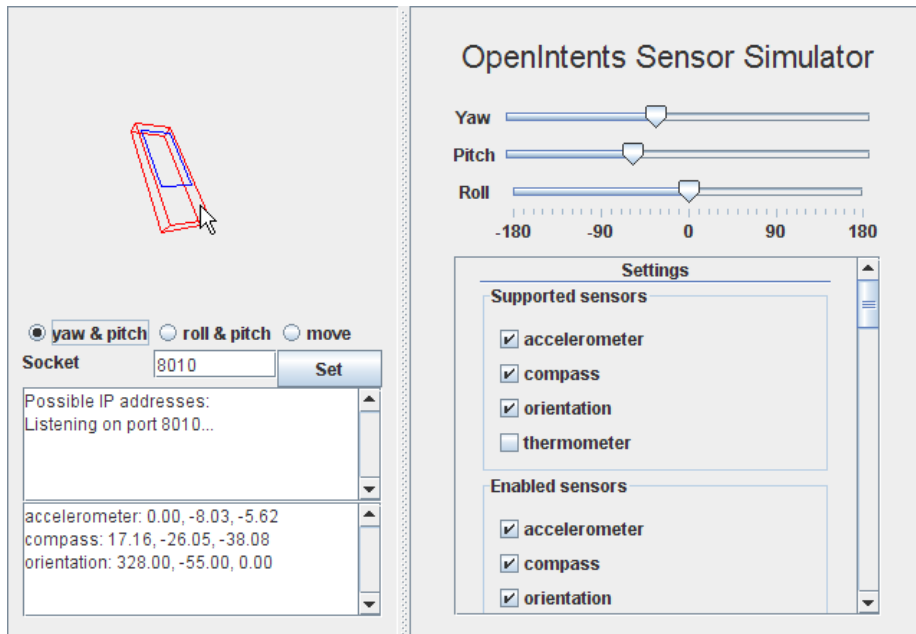 yaw & pitch roll & pitch move
Socket 8010 Set
Possible IP addresses:
Listening on port 8010...
accelerometer: 0.00, -8.03, -5.62
compass: 17.16, -26.05, -38.08
orientation: 328.00, -55.00, 0.00
OpenIntents Sensor Simulator
Yaw
Pitch
Roll
-180 -90 0 90 180
Settings
Supported sensors
accelerometer
compass
orientation
thermometer
Enabled sensors
accelerometer
compass
orientation